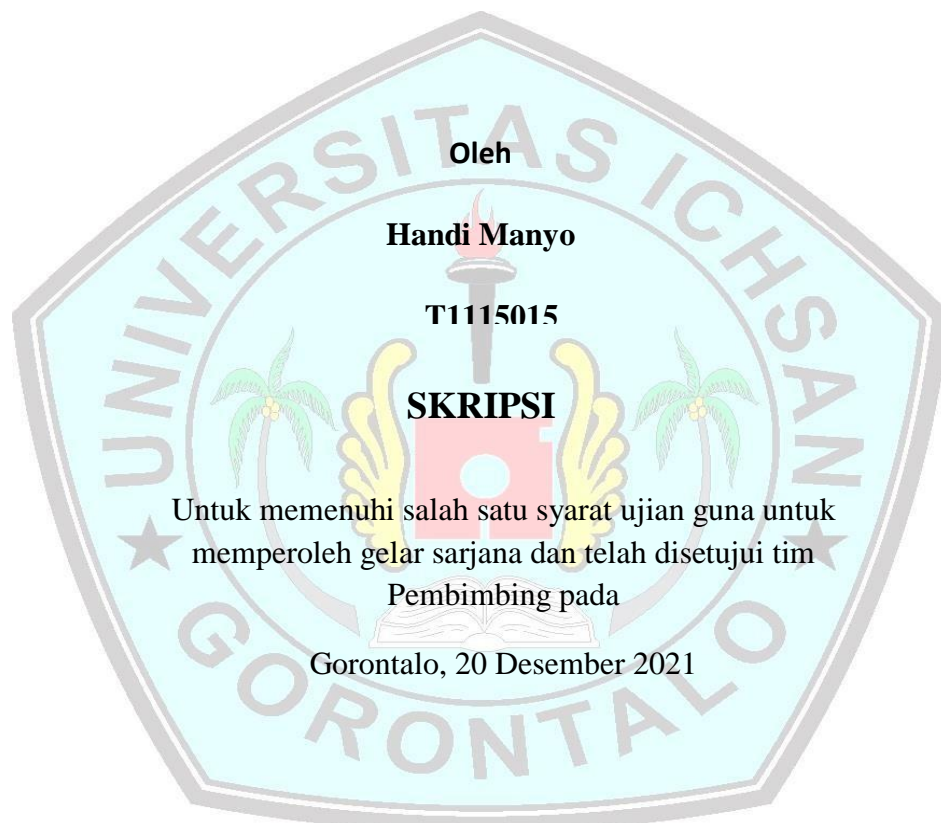 UNIVERSITAS ICHSAN
Oleh
Handi Manyo
T1115015
SKRIPSI
Untuk memenuhi salah satu syarat ujian guna untuk
memperoleh gelar sarjana dan telah disetujui tim
Pembimbing pada
Gorontalo, 20 Desember 2021
GORONTALO